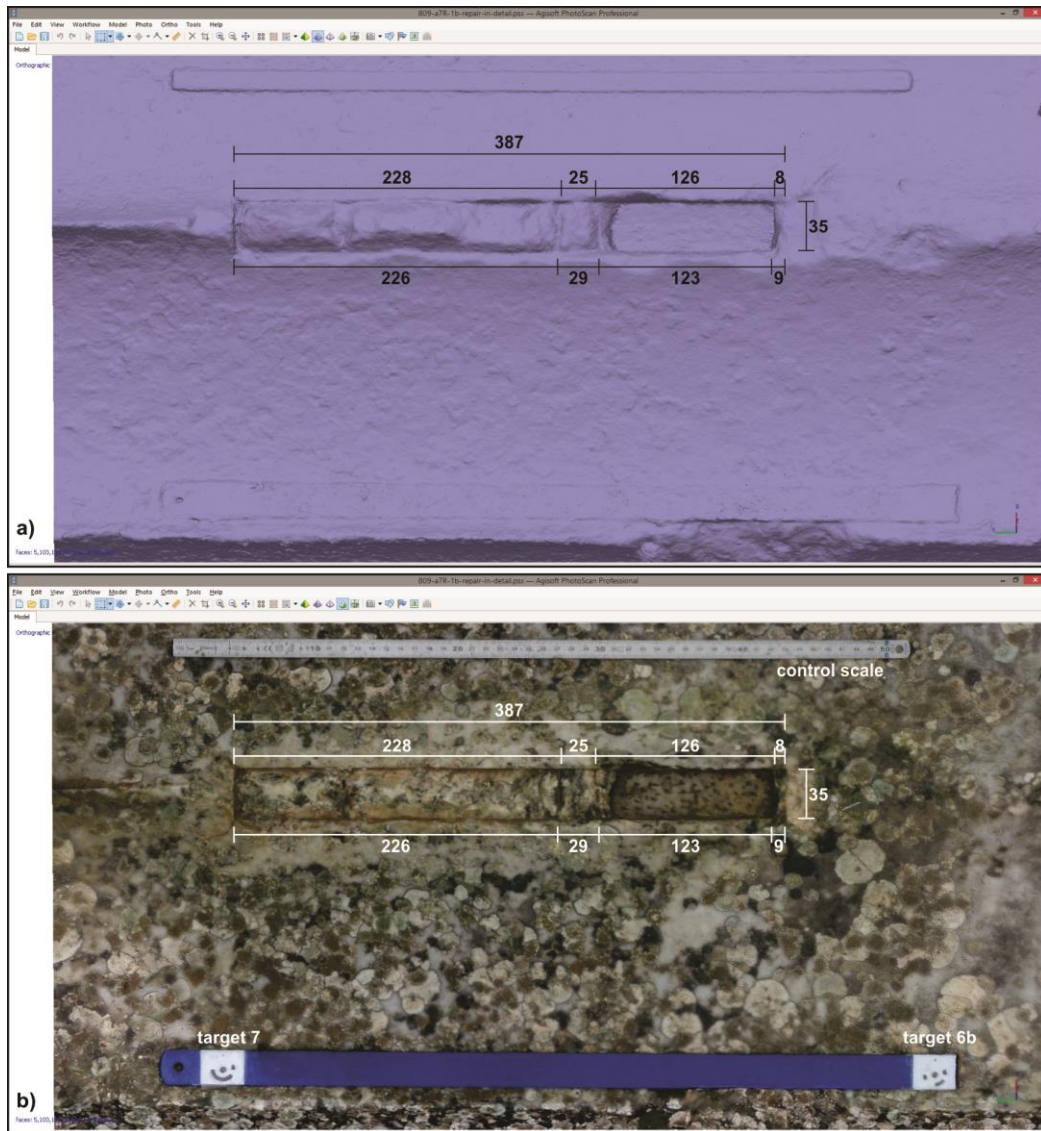 809-a7R-1b-repair-in-detail.psx — Agisoft PhotoScan Professional
File Edit View Workflow Model Photo Ortho Tools Help
Model
Orthographic
387
228 25 126 8
35
226 29 123 9
a)
809-a7R-1b-repair-in-detail.psx — Agisoft PhotoScan Professional
File Edit View Workflow Model Photo Ortho Tools Help
Model
Orthographic
control scale
387
228 25 126 8
35
226 29 123 9
target 7 target 6b
b)